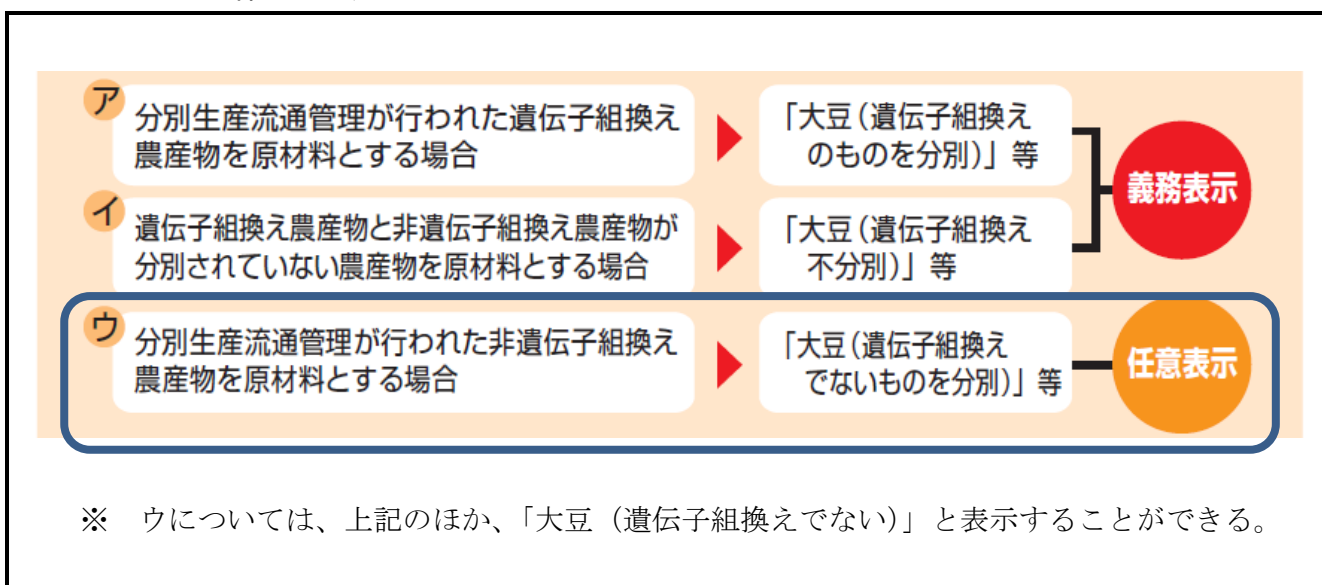 ア
分別生産流通管理が行われた遺伝子組換え
農産物を原材料とする場合
「大豆（遺伝子組換え
のものを分別）」等
義務表示
イ
遺伝子組換え農産物と非遺伝子組換え農産物が
分別されていない農産物を原材料とする場合
「大豆（遺伝子組換え
不分別）」等
ウ
分別生産流通管理が行われた非遺伝子組換え
農産物を原材料とする場合
「大豆（遺伝子組換え
でないものを分別）」等
任意表示
※　ウについては、上記のほか、「大豆（遺伝子組換えでない）」と表示することができる。